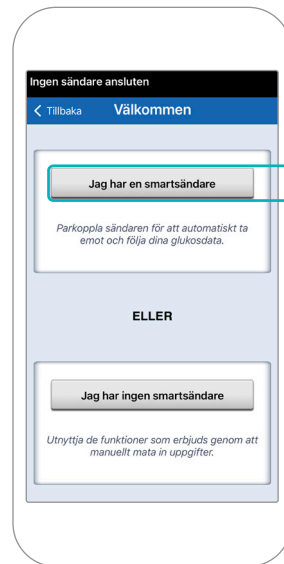 Ingen sändare ansluten
Tillbaka Välkommen
Jag har en smartsändare
Parkoppla sändaren för att automatiskt ta
emot och följa dina glukosdata.
ELLER
Jag har ingen smartsändare
Utnyttja de funktioner som erbjuds genom att
manuellt mata in uppgifter.